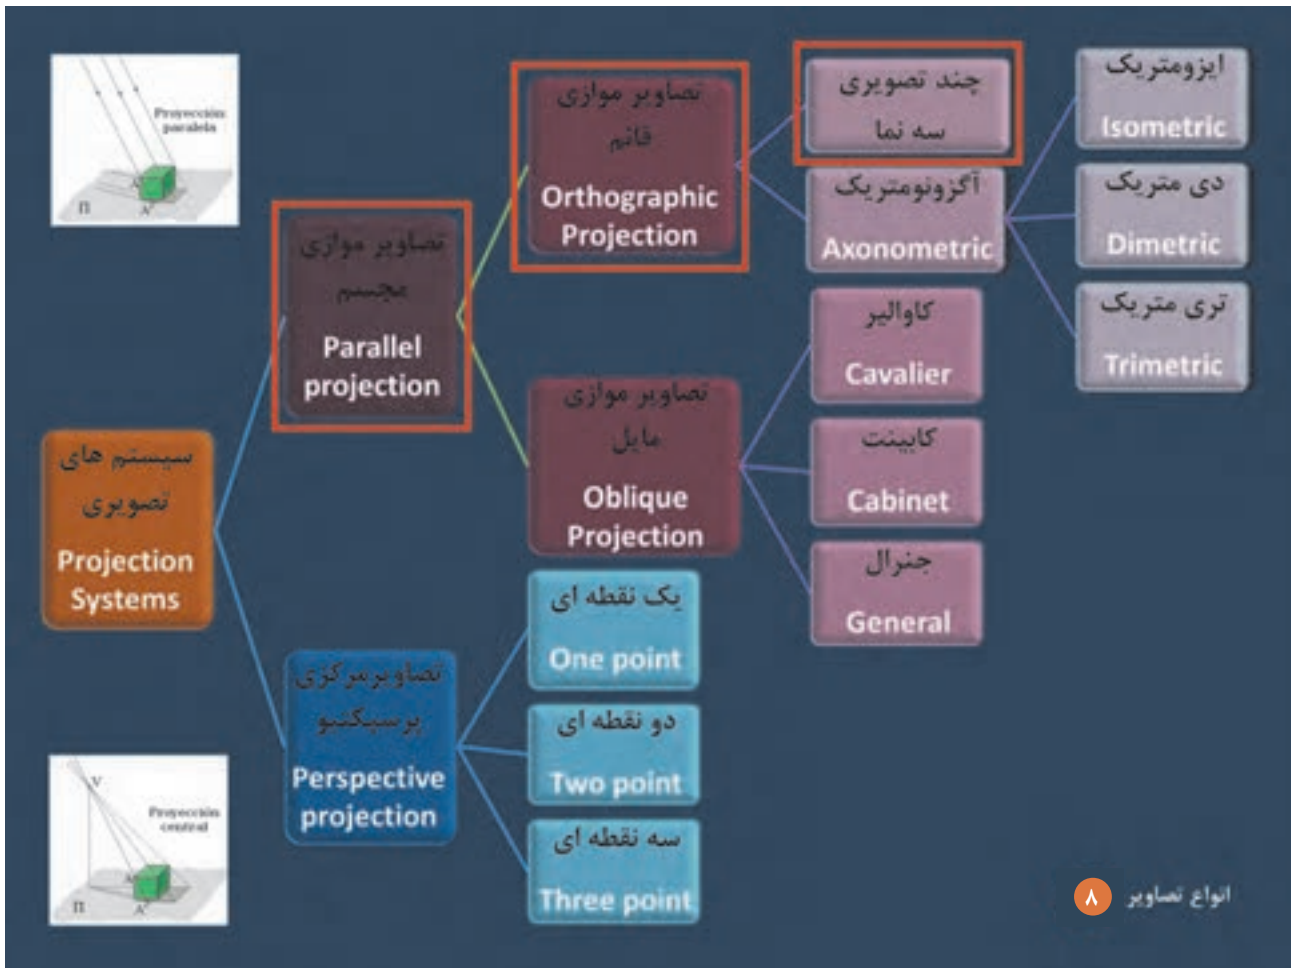 Proyección
paralela
A
A'
Π
سیستم های
تصویری
Projection
Systems
تصاویر موازی
مجسم
Parallel
projection
تصاویر موازی
قائم
Orthographic
Projection
چند تصویری
سه نما
آگزونومتریک
Axonometric
ایزومتریک
Isometric
دی متریک
Dimetric
تری متریک
Trimetric
تصاویر موازی
مایل
Oblique
Projection
کاوالیر
Cavalier
کابینت
Cabinet
جنرال
General
تصاویرمرکزی
پرسپکتیو
Perspective
projection
یک نقطه ای
One point
دو نقطه ای
Two point
سه نقطه ای
Three point
V
Proyección
central
A
A'
Π
۸ انواع تصاویر